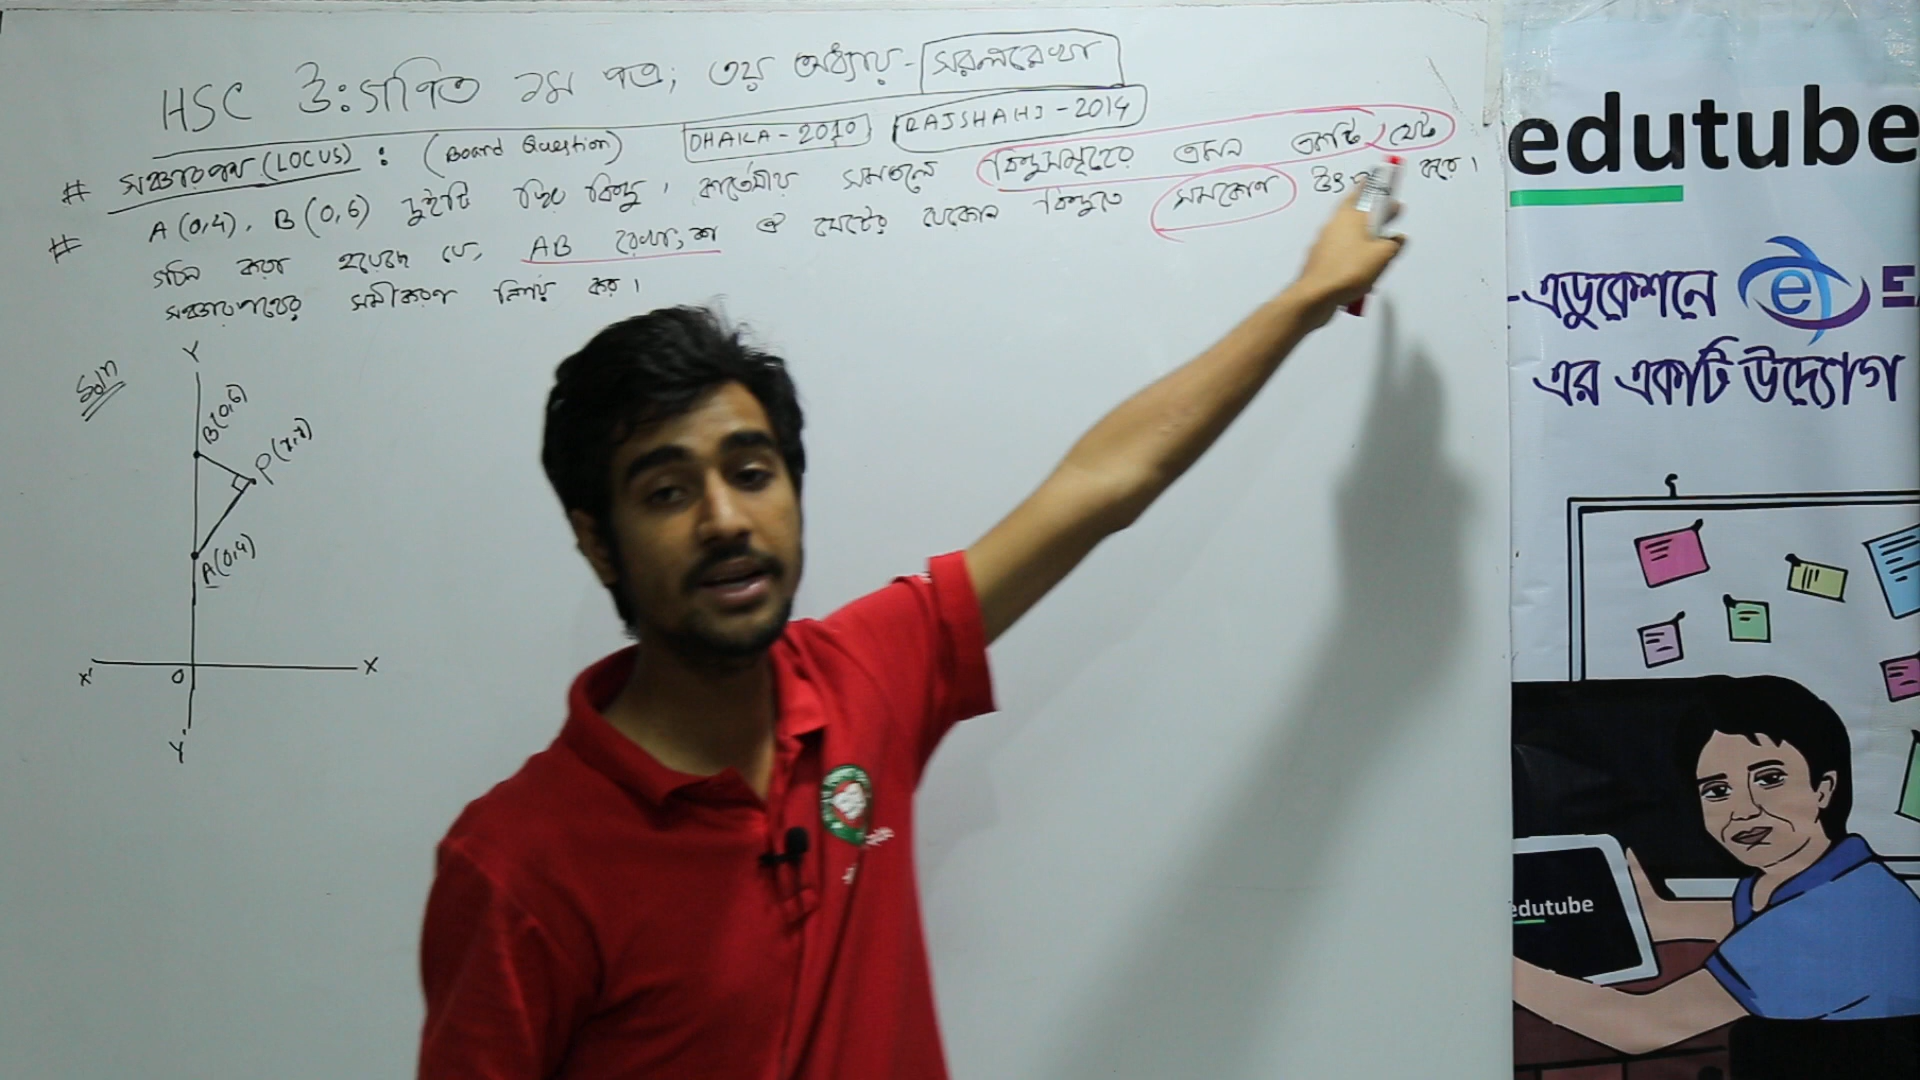 HSC উঃগণিত ১ম পত্র, ৩য় অধ্যায় - সরলরেখা
# সঞ্চারপথ (LOCUS) : (Board Question) DHAKA - 2010 RAJSHAHI - 2014
# A(0,4), B(0,6) দুইটি স্থির বিন্দু। কার্তেসীয় সমতলে বিন্দুসমূহের এমন একটি সেট
গঠন করা হয়েছে যে, AB রেখাংশ ঐ সেটের যেকোন বিন্দুতে সমকোণ করে।
সঞ্চারপথের সমীকরণ নির্ণয় কর।
Soln
Y
B(0,6)
P(x,y)
A(0,4)
X' O X
Y'
edutube
-এডুকেশনে e
এর একটি উদ্যোগ
edutube